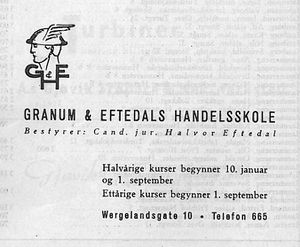 G & E
H
GRANUM & EFTEDALS HANDELSSKOLE
Bestyrer: Cand. jur. Halvor Eftedal
Halvårige kurser begynner 10. januar
og 1. september
Ettårige kurser begynner 1. september
Wergelandsgate 10 • Telefon 665